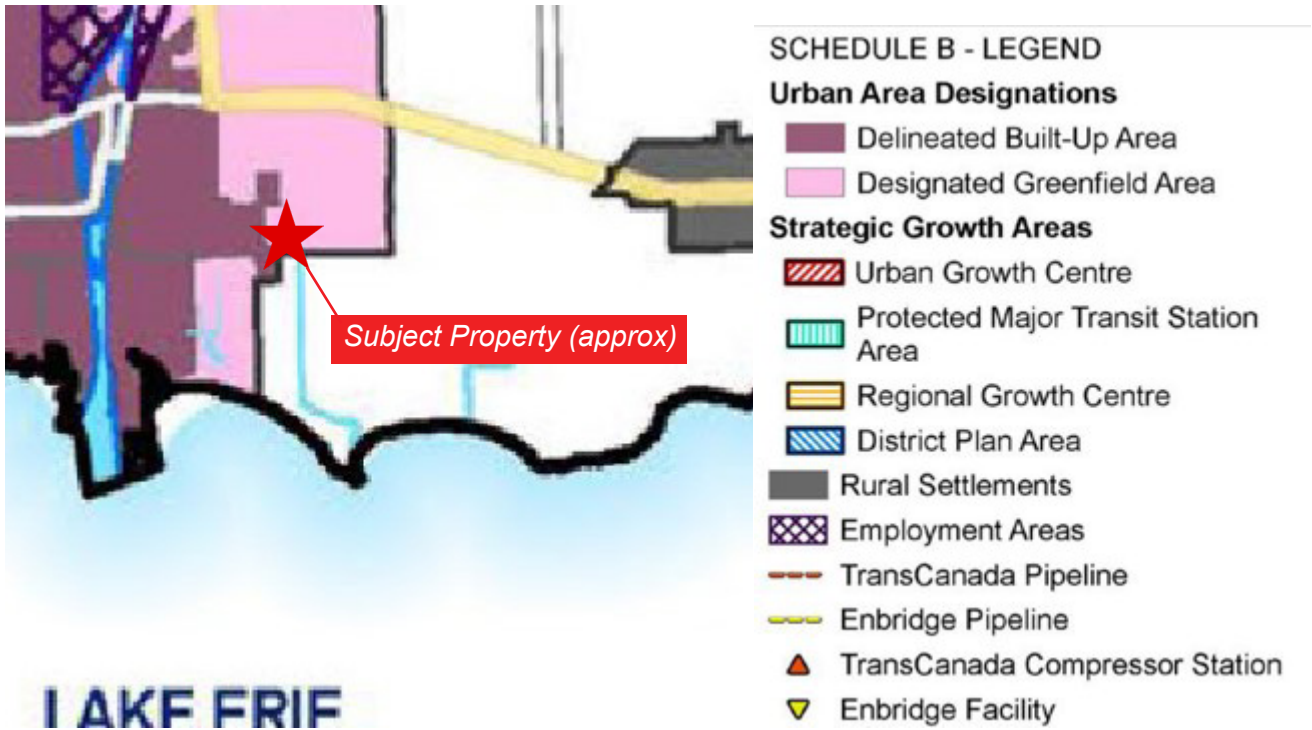 Subject Property (approx)
LAKE ERIE
SCHEDULE B - LEGEND
Urban Area Designations
Delineated Built-Up Area
Designated Greenfield Area
Strategic Growth Areas
Urban Growth Centre
Protected Major Transit Station
Area
Regional Growth Centre
District Plan Area
Rural Settlements
Employment Areas
TransCanada Pipeline
Enbridge Pipeline
TransCanada Compressor Station
Enbridge Facility